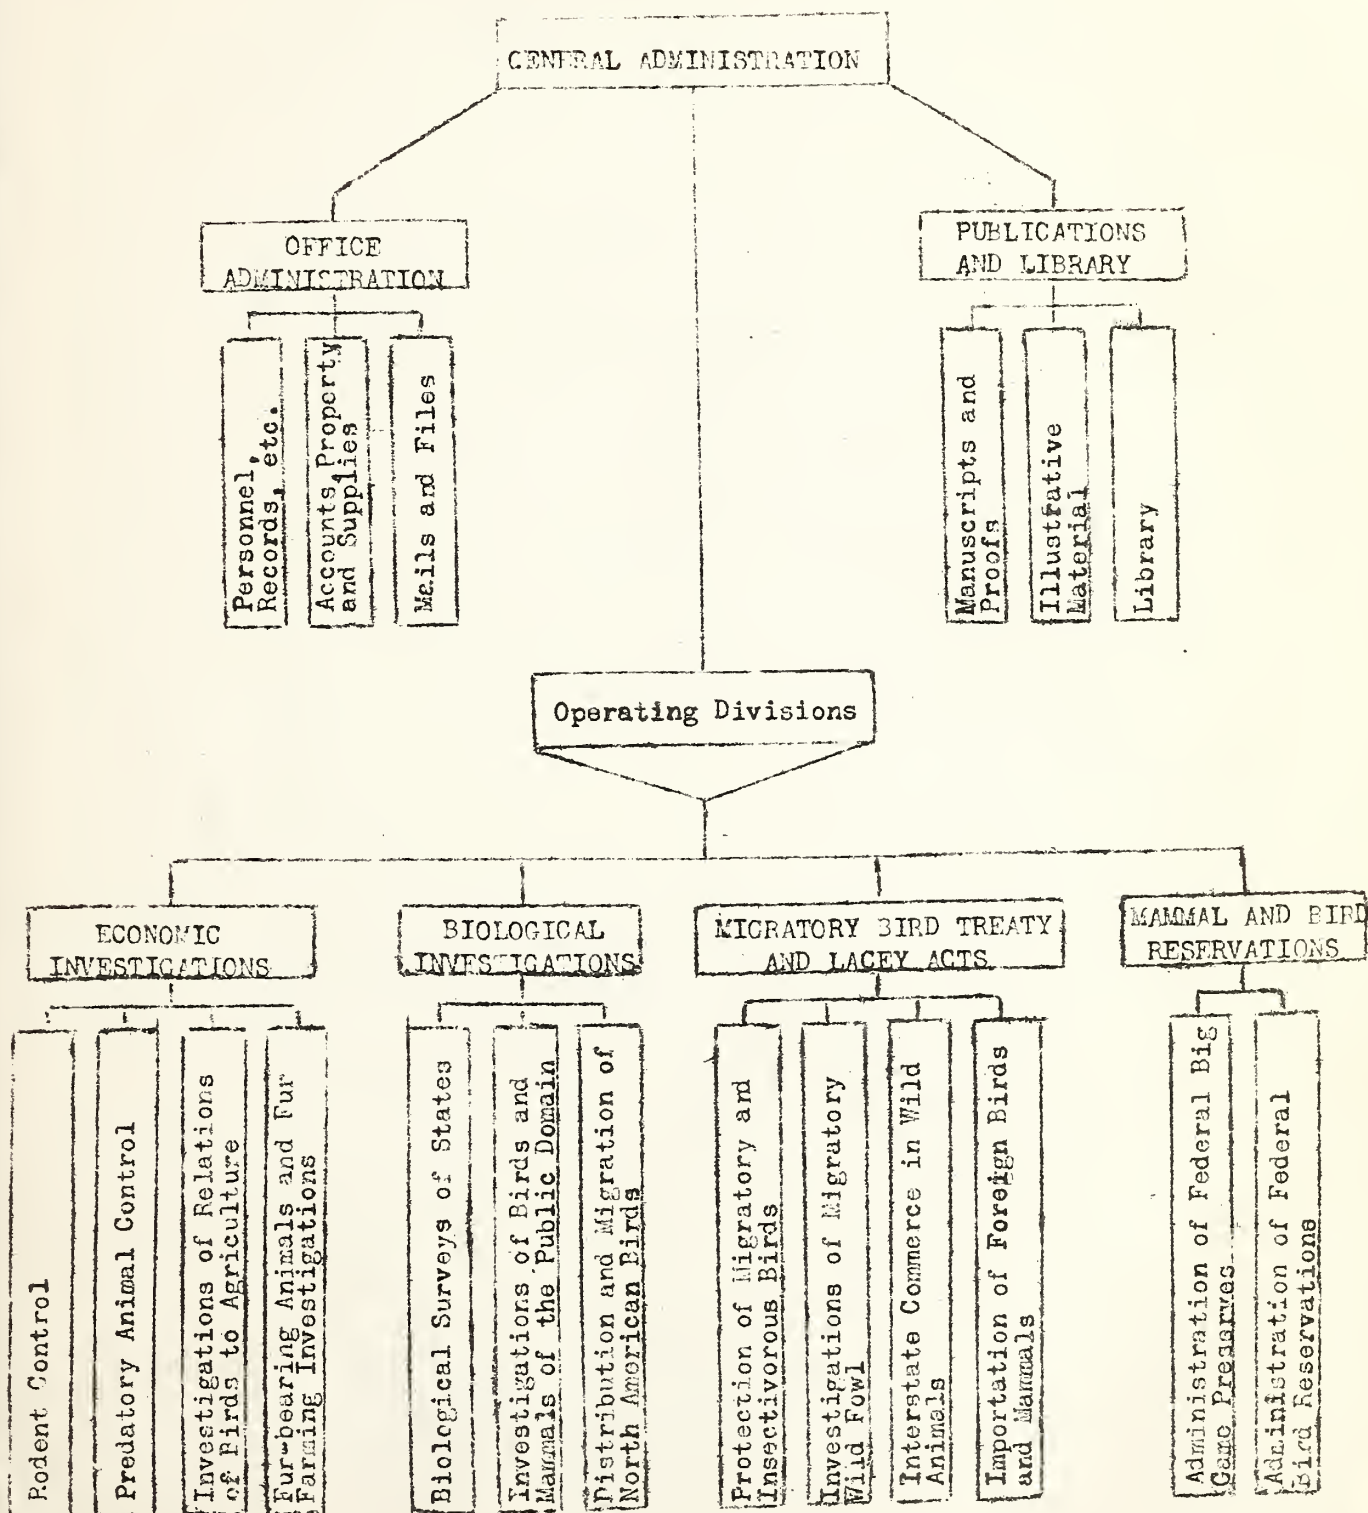 CENERAL ADMINISTRATION
OFFICE
ADMINISTRATION
PUBLICATIONS
AND LIBRARY
Personnel,
Records, etc.
Accounts, Property
and Supplies
Mails and Files
Manuscripts and
Proofs
Illustrative
Material
Library
Operating Divisions
ECONOMIC
INVESTIGATIONS
BIOLOGICAL
INVESTIGATIONS
MIGRATORY BIRD TREATY
AND LACEY ACTS
MAMMAL AND BIRD
RESERVATIONS
Rodent Control
Predatory Animal Control
Investigations of Relations
of Birds to Agriculture
Fur-bearing Animals and Fur
Farming Investigations
Biological Surveys of States
Investigations of Birds and
Mammals of the Public Domain
Distribution and Migration of
North American Birds
Protection of Migratory and
Insectivorous Birds
Investigations of Migratory
Wild Fowl
Interstate Commerce in Wild
Animals
Importation of Foreign Birds
and Mammals
Administration of Federal Big
Game Preserves
Administration of Federal
Bird Reservations